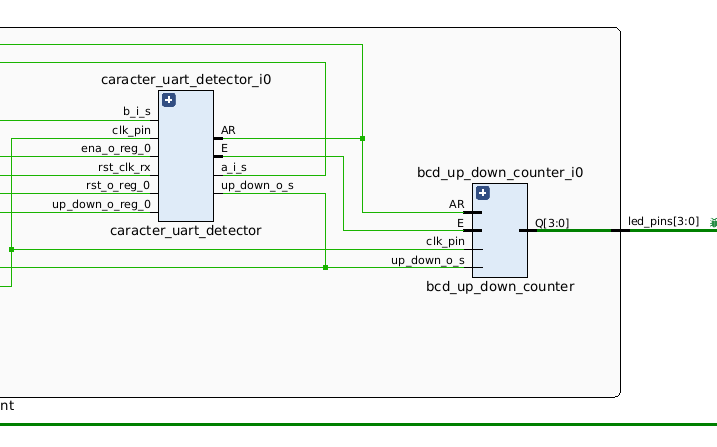 caracter_uart_detector_i0
b_i_s
clk_pin
ena_o_reg_0
rst_clk_rx
rst_o_reg_0
up_down_o_reg_0
AR
E
a_i_s
up_down_o_s
caracter_uart_detector
bcd_up_down_counter_i0
AR
E
clk_pin
up_down_o_s
Q[3:0]
bcd_up_down_counter
led_pins[3:0]
nt